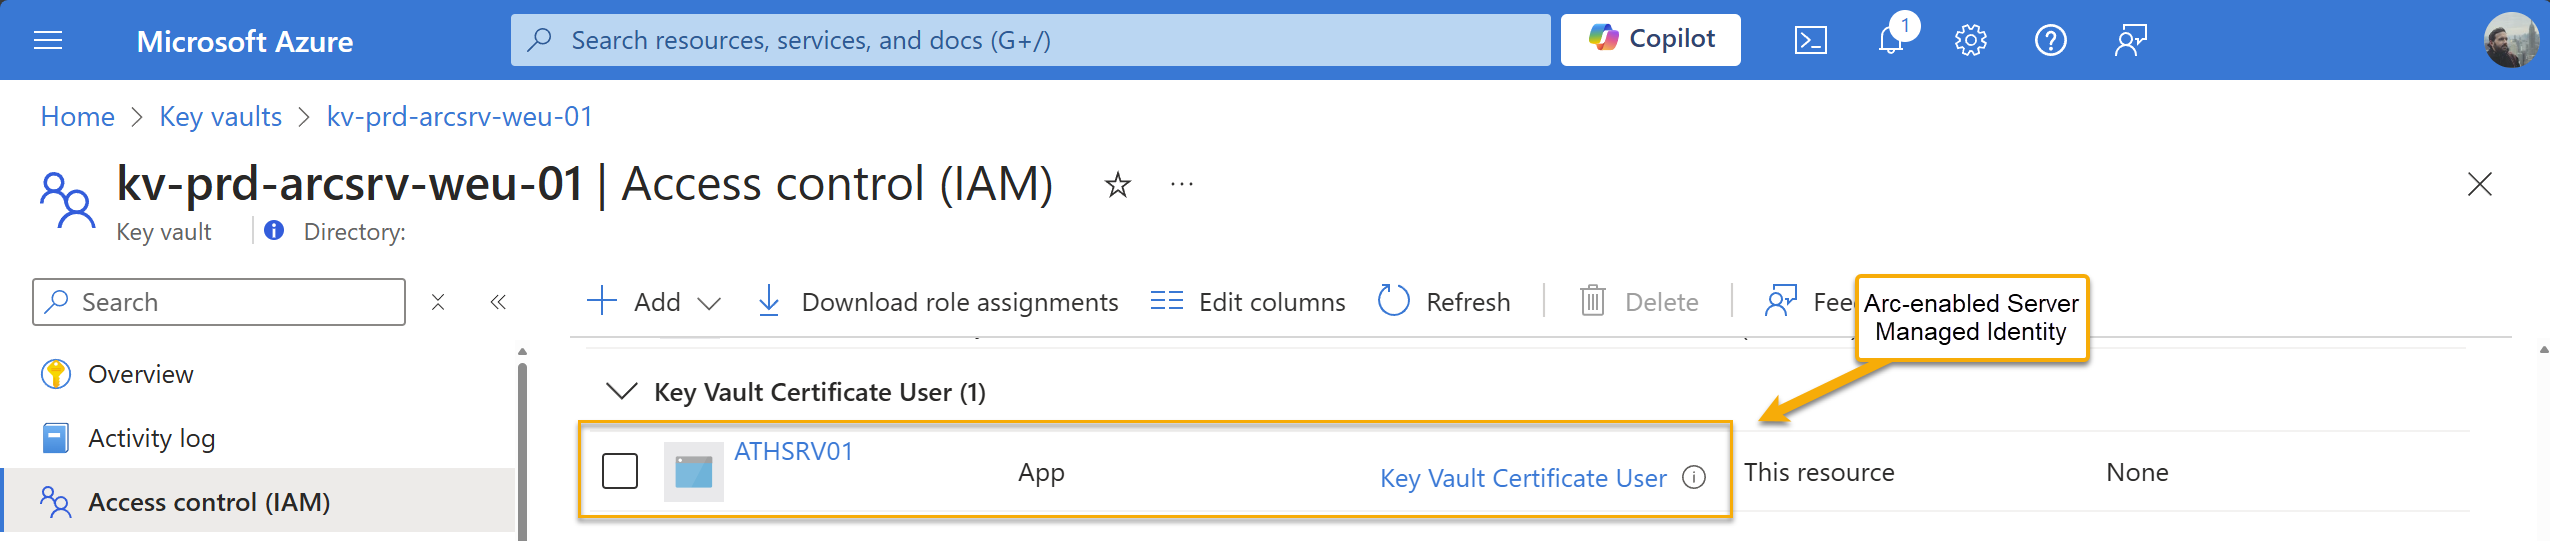 Microsoft Azure
Search resources, services, and docs (G+/)
Copilot
1
Home > Key vaults > kv-prd-arcsrv-weu-01
kv-prd-arcsrv-weu-01 | Access control (IAM)
Key vault
Directory:
Search
Add
Download role assignments
Edit columns
Refresh
Delete
Fee
Arc-enabled Server
Managed Identity
Overview
Activity log
Access control (IAM)
Key Vault Certificate User (1)
ATHSRV01
App
Key Vault Certificate User
This resource
None